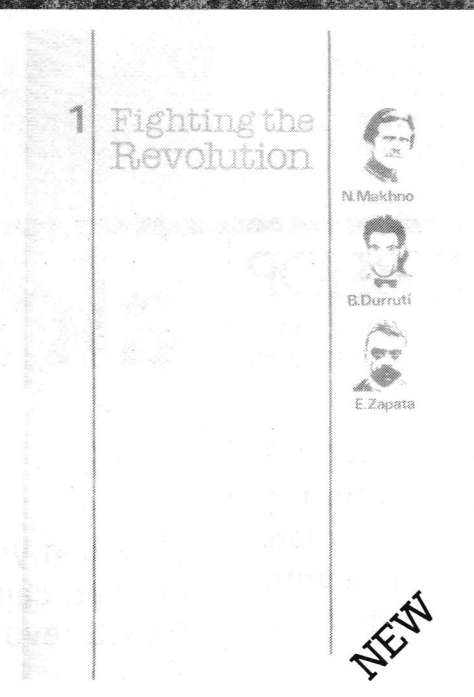 1
Fighting the
Revolution
N.Makhno
B.Durruti
E.Zapata
NEW